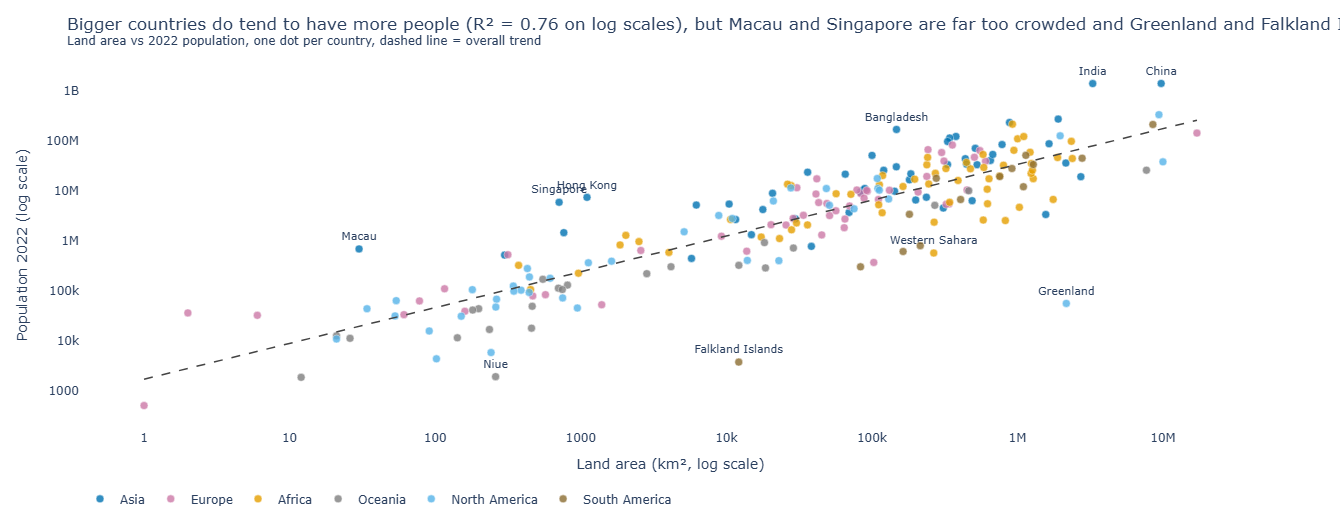 Bigger countries do tend to have more people (R² = 0.76 on log scales), but Macau and Singapore are far too crowded and Greenland and Falkland
Land area vs 2022 population, one dot per country, dashed line = overall trend
India
China
1B
Bangladesh
100M
Hong Kong
Singapore
10M
Macau
Western Sahara
1M
Greenland
100k
Falkland Islands
10k
Niue
1000
Population 2022 (log scale)
1 10 100 1000 10k 100k 1M 10M
Land area (km², log scale)
Asia Europe Africa Oceania North America South America